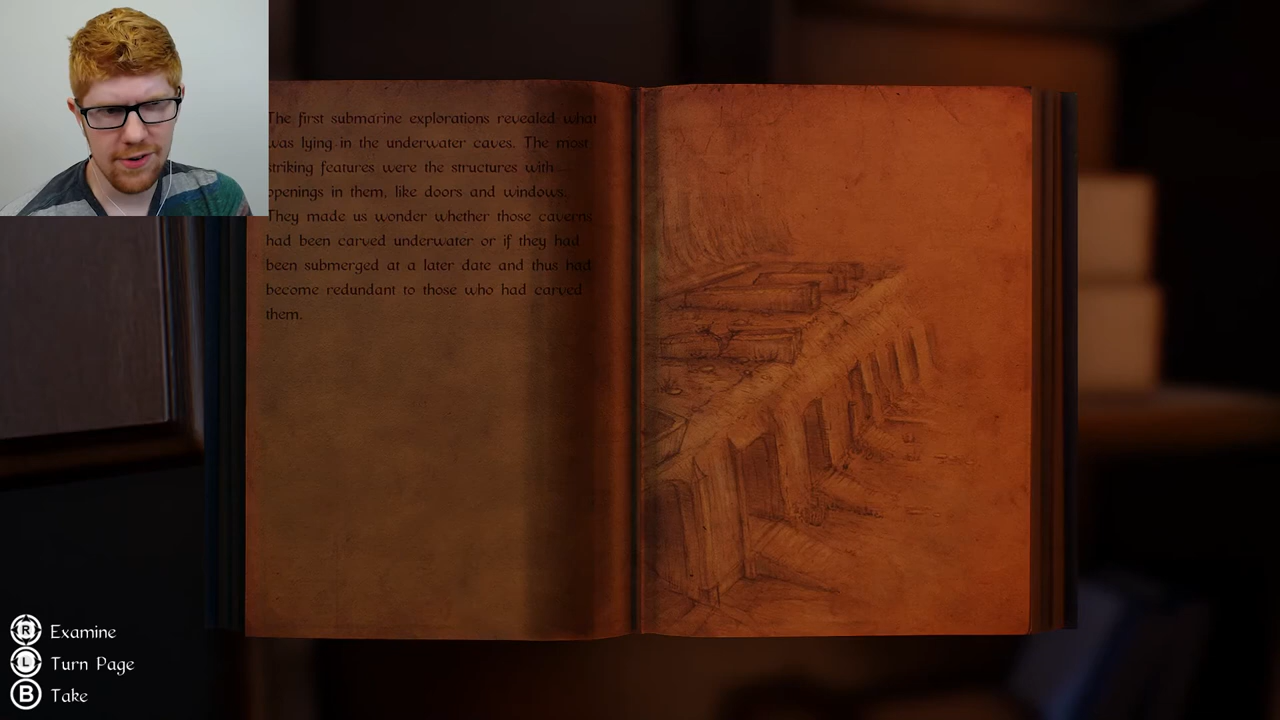 The first submarine explorations revealed what
was lying in the underwater caves. The most
striking features were the structures with
openings in them, like doors and windows.
They made us wonder whether those caverns
had been carved underwater or if they had
been submerged at a later date and thus had
become redundant to those who had carved
them.
R Examine
L Turn Page
B Take